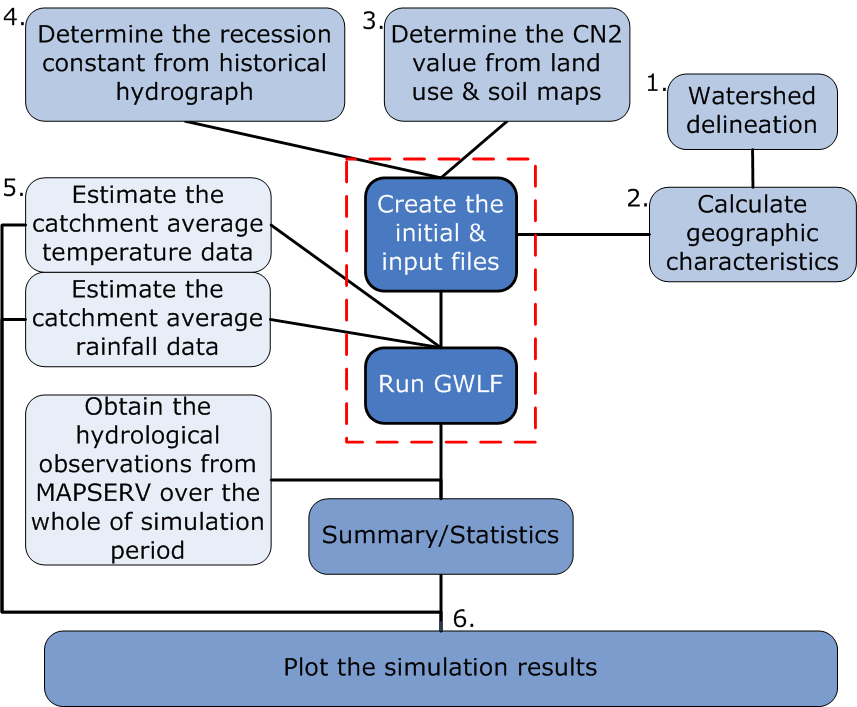 4.
Determine the recession
constant from historical
hydrograph
3.
Determine the CN2
value from land
use & soil maps
1.
Watershed
delineation
2.
Calculate
geographic
characteristics
Create the
initial &
input files
5.
Estimate the
catchment average
temperature data
Estimate the
catchment average
rainfall data
Run GWLF
Obtain the
hydrological
observations from
MAPSERV over the
whole of simulation
period
Summary/Statistics
6.
Plot the simulation results